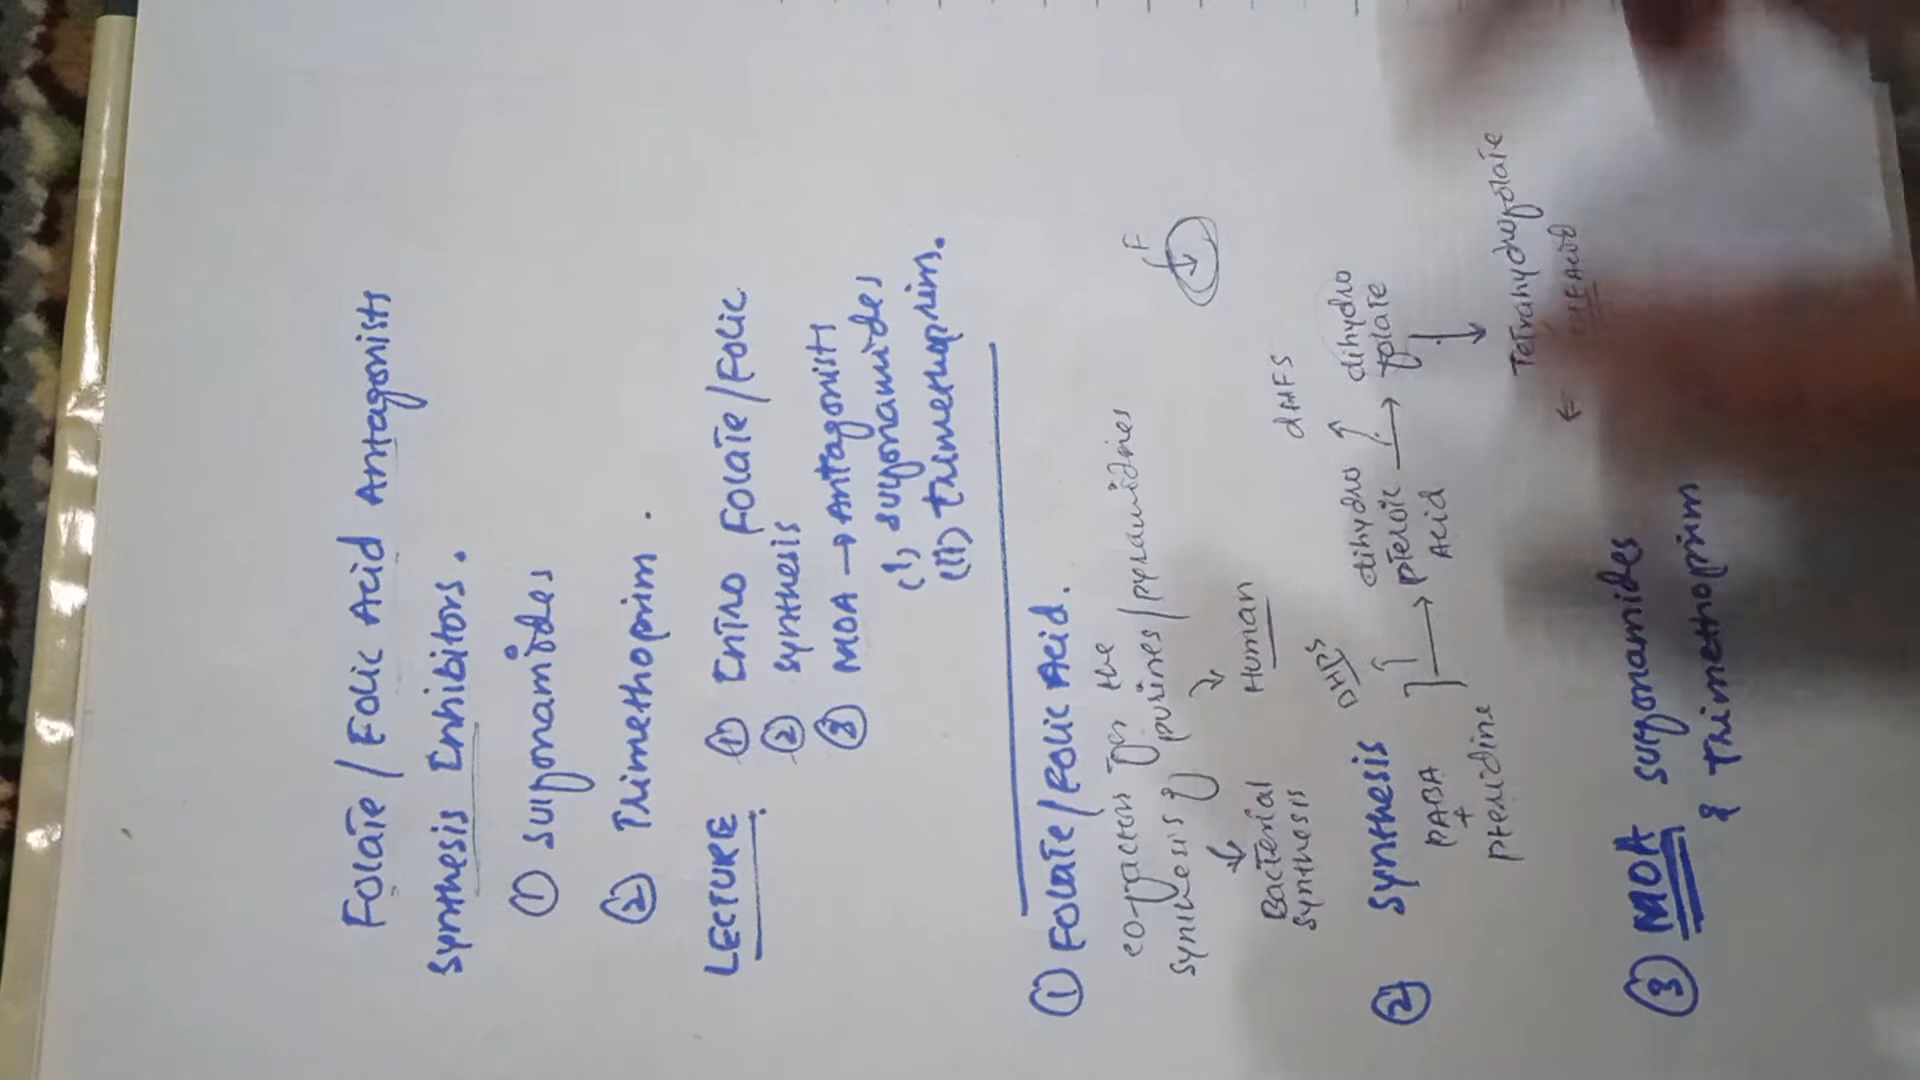 Folate / Folic Acid Antagonists
Synthesis Inhibitors.
① Sulfonamides
② Trimethoprim.
LECTURE ① Intro Folate/Folic
② synthesis
③ MOA → Antagonists
(i) sulfonamides
(ii) trimethoprim.
① Folate/Folic Acid.
co-factor for the
synthesis of purines/pyramidines
F
Bacterial
synthesis
Human
② Synthesis
PABA
+
pteridine
DHPS
dihydro
pteroic
Acid
dHFS
dihydro
folate
Tetrahydrofolate
Acid
③ MOA sulfonamides
& Trimethoprim